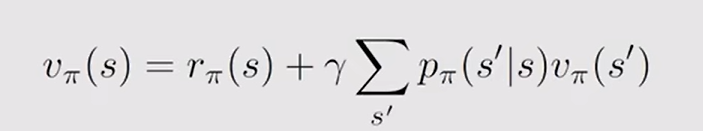 v_π(s) = r_π(s) + γ ∑_{s′} p_π(s′|s)v_π(s′)